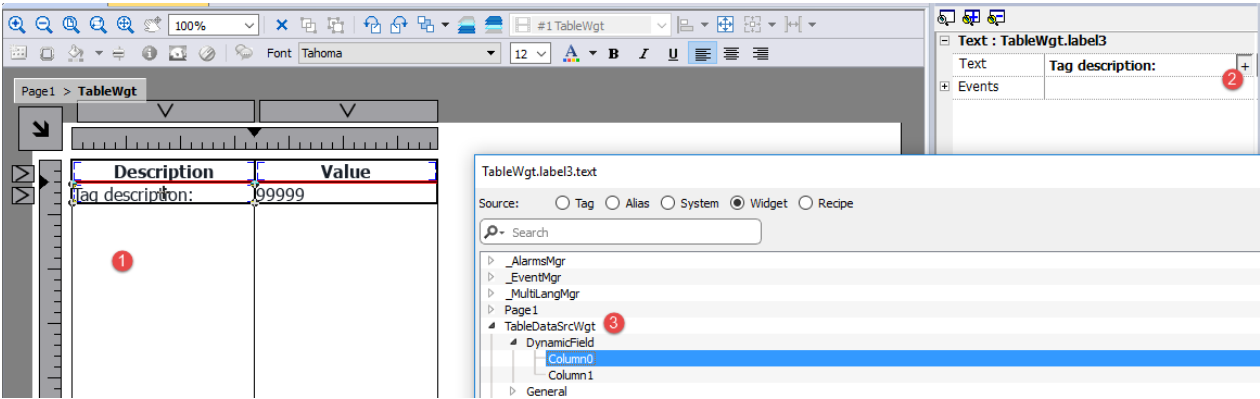 100%
#1 TableWgt
Font Tahoma
12
A B I U
Page1 > TableWgt
Description Value
Tag description: 99999
1
Text : TableWgt.label3
Text Tag description: +
2
Events
TableWgt.label3.text
Source: Tag Alias System Widget Recipe
Search
_AlarmsMgr
_EventMgr
_MultiLangMgr
Page1
TableDataSrcWgt 3
DynamicField
Column0
Column1
General